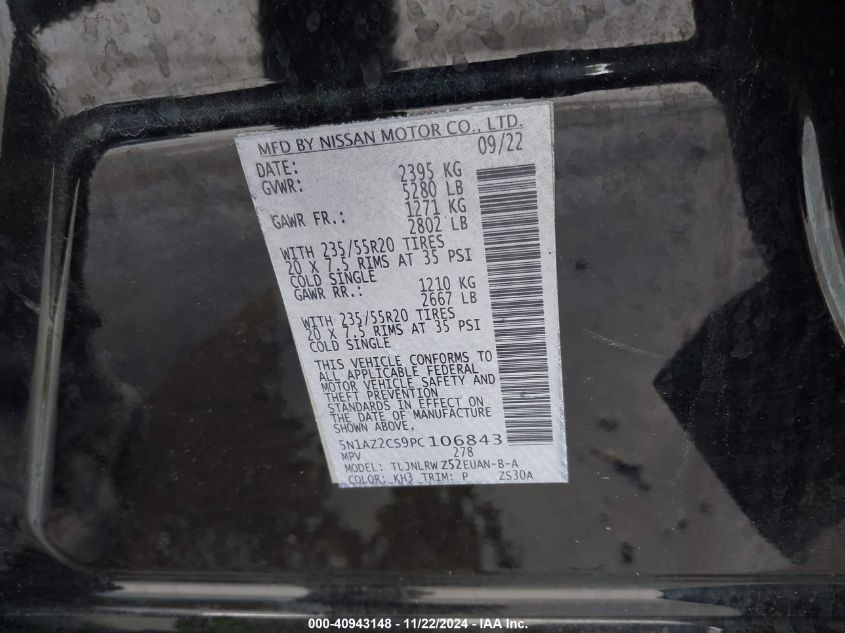 MFD BY NISSAN MOTOR CO., LTD.
DATE: 09/22
GVWR: 2395 KG
5280 LB
GAWR FR.: 1271 KG
2802 LB
WITH 235/55R20 TIRES
20 X 7.5 RIMS AT 35 PSI
COLD SINGLE
GAWR RR.: 1210 KG
2667 LB
WITH 235/55R20 TIRES
20 X 7.5 RIMS AT 35 PSI
COLD SINGLE
THIS VEHICLE CONFORMS TO
ALL APPLICABLE FEDERAL
MOTOR VEHICLE SAFETY AND
THEFT PREVENTION
STANDARDS IN EFFECT ON
THE DATE OF MANUFACTURE
SHOWN ABOVE.
5N1AZ2CS9PC106843
MPV 278
MODEL: TLJNLRW Z52EUAN-B-A
COLOR: KH3 TRIM: P ZS30A
000-40943148 - 11/22/2024 - IAA Inc.